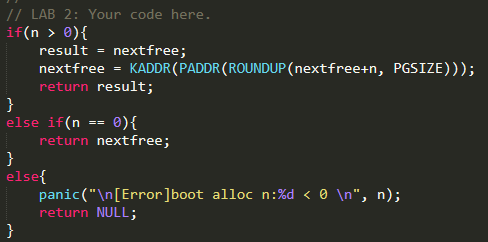 // LAB 2: Your code here.
if(n > 0){
    result = nextfree;
    nextfree = KADDR(PADDR(ROUNDUP(nextfree+n, PGSIZE)));
    return result;
}
else if(n == 0){
    return nextfree;
}
else{
    panic("\n[Error]boot alloc n:%d < 0 \n", n);
    return NULL;
}